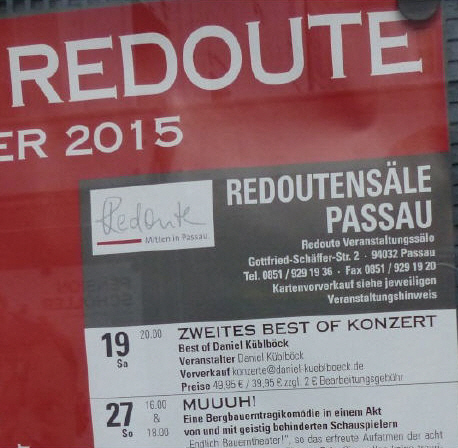 REDOUTE
ER 2015
Redoute
Mitten in Passau
REDOUTENSÄLE
PASSAU
Redoute Veranstaltungssäle
Gottfried-Schäffer-Str. 2 · 94032 Passau
Tel. 0851 / 929 19 36 · Fax 0851 / 929 19 20
Kartenvorverkauf siehe jeweiligen
Veranstaltungshinweis
19 Sa 20.00 ZWEITES BEST OF KONZERT
Best of Daniel Küblböck
Veranstalter Daniel Küblböck
Vorverkauf konzerte@daniel-kueblboeck.de
Preise 49,95 € / 39,95 € zzgl. 2 € Bearbeitungsgebühr
27 So 16.00 & 18.00 MUUUH!
Eine Bergbauerntragikomödie in einem Akt
von und mit geistig behinderten Schauspielern
„Endlich Bauerntheater!", so das erfreute Aufatmen der acht